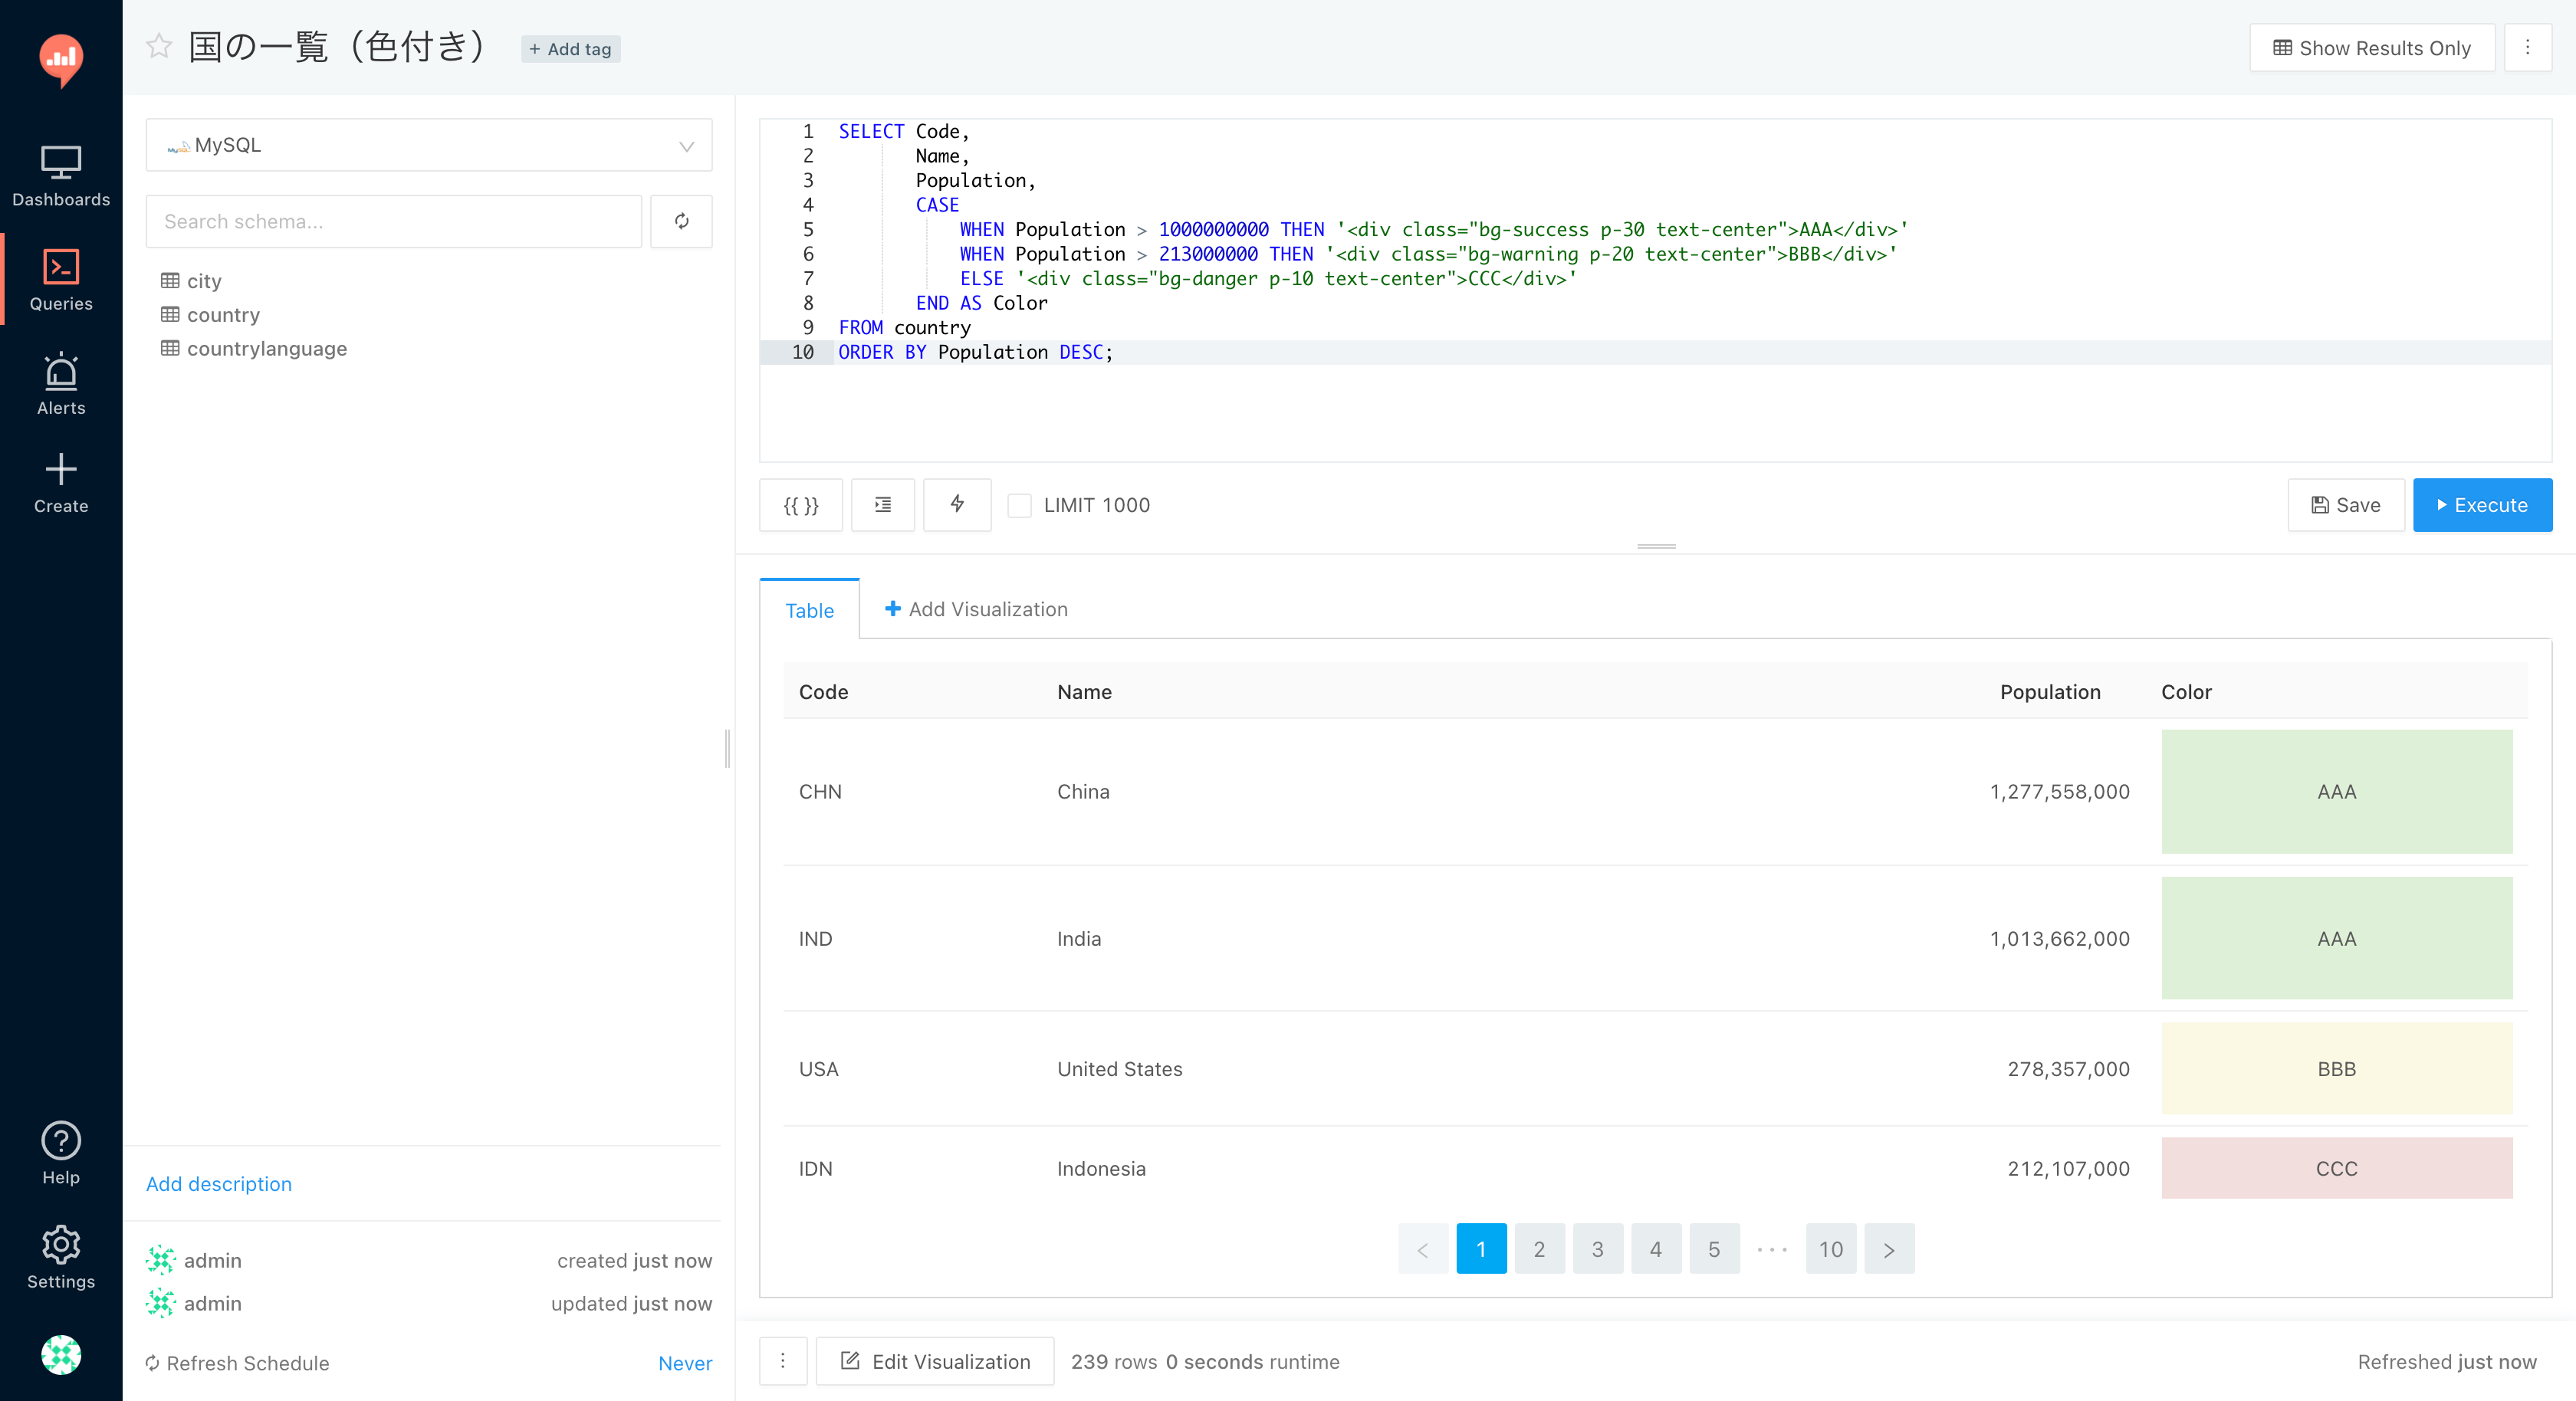 国の一覧（色付き）
+ Add tag
Show Results Only
Dashboards
Queries
Alerts
Create
Help
Settings
MySQL
Search schema...
city
country
countrylanguage
Add description
admin created just now
admin updated just now
Refresh Schedule Never
1 SELECT Code,
2 Name,
3 Population,
4 CASE
5 WHEN Population > 1000000000 THEN '<div class="bg-success p-30 text-center">AAA</div>'
6 WHEN Population > 213000000 THEN '<div class="bg-warning p-20 text-center">BBB</div>'
7 ELSE '<div class="bg-danger p-10 text-center">CCC</div>'
8 END AS Color
9 FROM country
10 ORDER BY Population DESC;
{{ }} LIMIT 1000 Save Execute
Table + Add Visualization
Code Name Population Color
CHN China 1,277,558,000 AAA
IND India 1,013,662,000 AAA
USA United States 278,357,000 BBB
IDN Indonesia 212,107,000 CCC
< 1 2 3 4 5 ··· 10 >
Edit Visualization 239 rows 0 seconds runtime Refreshed just now